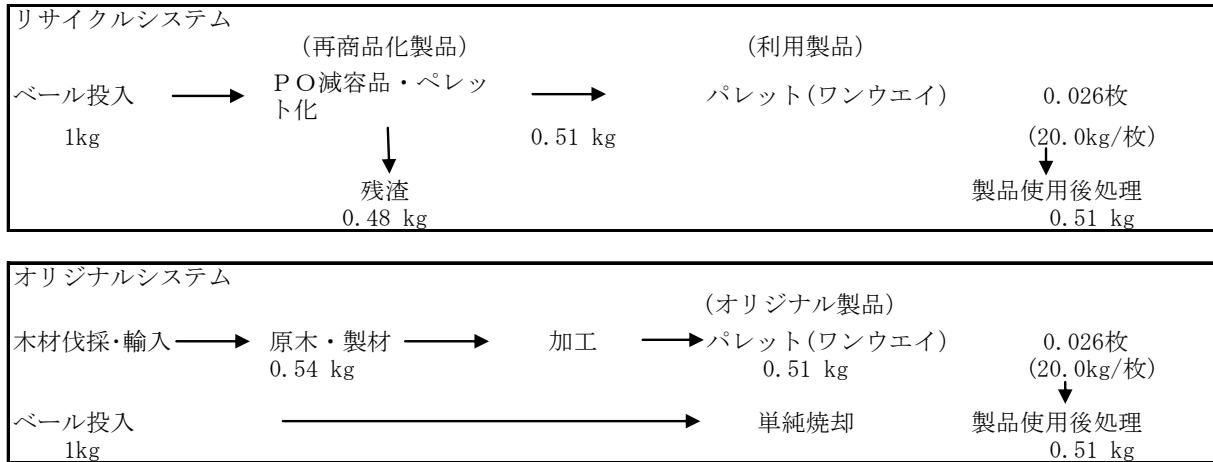 リサイクルシステム
(再商品化製品) (利用製品)
ベール投入 ＰＯ減容品・ペレット化 パレット(ワンウエイ) 0.026枚
1kg 0.51 kg (20.0kg/枚)
残渣 製品使用後処理
0.48 kg 0.51 kg
オリジナルシステム
(オリジナル製品)
木材伐採・輸入 原木・製材 加工 パレット(ワンウエイ) 0.026枚
0.54 kg 0.51 kg (20.0kg/枚)
ベール投入 単純焼却 製品使用後処理
1kg 0.51 kg